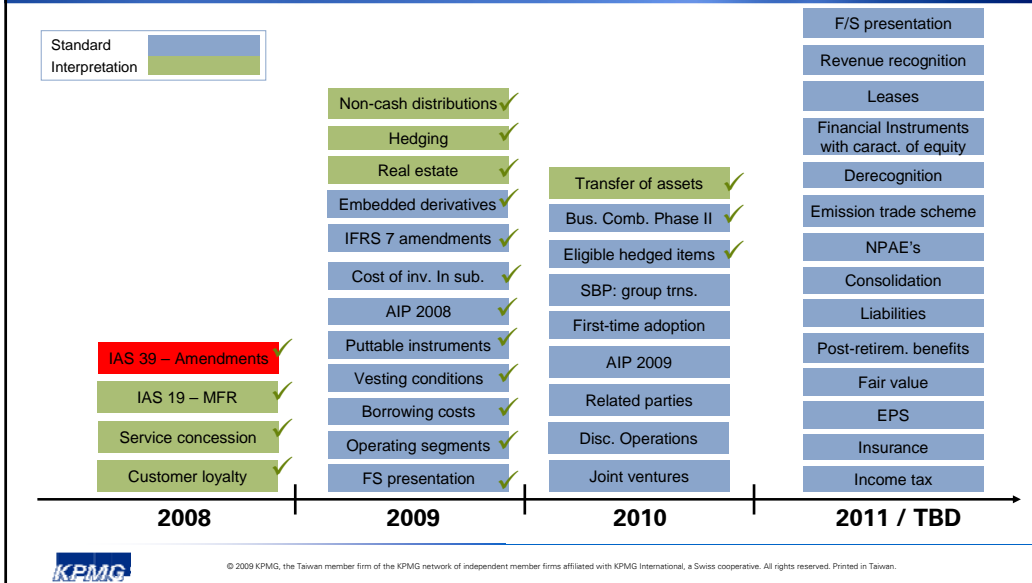 Standard
Interpretation
IAS 39 – Amendments
IAS 19 – MFR
Service concession
Customer loyalty
Non-cash distributions
Hedging
Real estate
Embedded derivatives
IFRS 7 amendments
Cost of inv. In sub.
AIP 2008
Puttable instruments
Vesting conditions
Borrowing costs
Operating segments
FS presentation
Transfer of assets
Bus. Comb. Phase II
Eligible hedged items
SBP: group trns.
First-time adoption
AIP 2009
Related parties
Disc. Operations
Joint ventures
F/S presentation
Revenue recognition
Leases
Financial Instruments
with caract. of equity
Derecognition
Emission trade scheme
NPAE's
Consolidation
Liabilities
Post-retirem. benefits
Fair value
EPS
Insurance
Income tax
2008
2009
2010
2011 / TBD
KPMG
© 2009 KPMG, the Taiwan member firm of the KPMG network of independent member firms affiliated with KPMG International, a Swiss cooperative. All rights reserved. Printed in Taiwan.